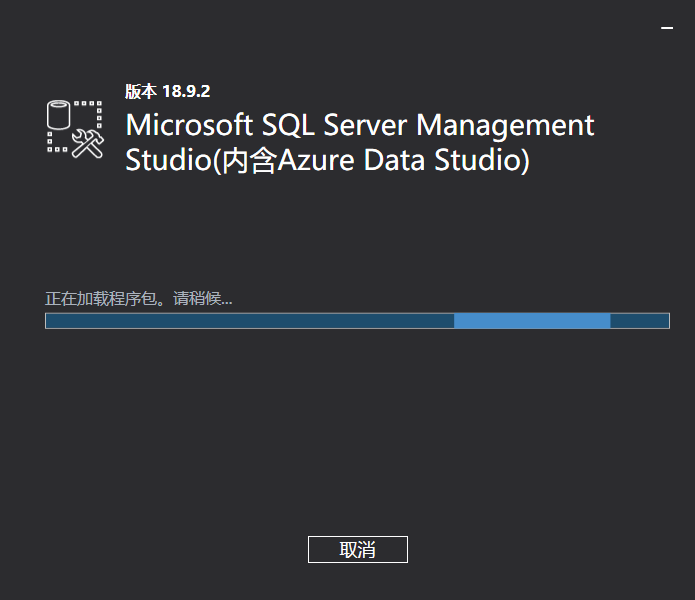 版本 18.9.2
Microsoft SQL Server Management
Studio(内含Azure Data Studio)
正在加载程序包。请稍候...
取消